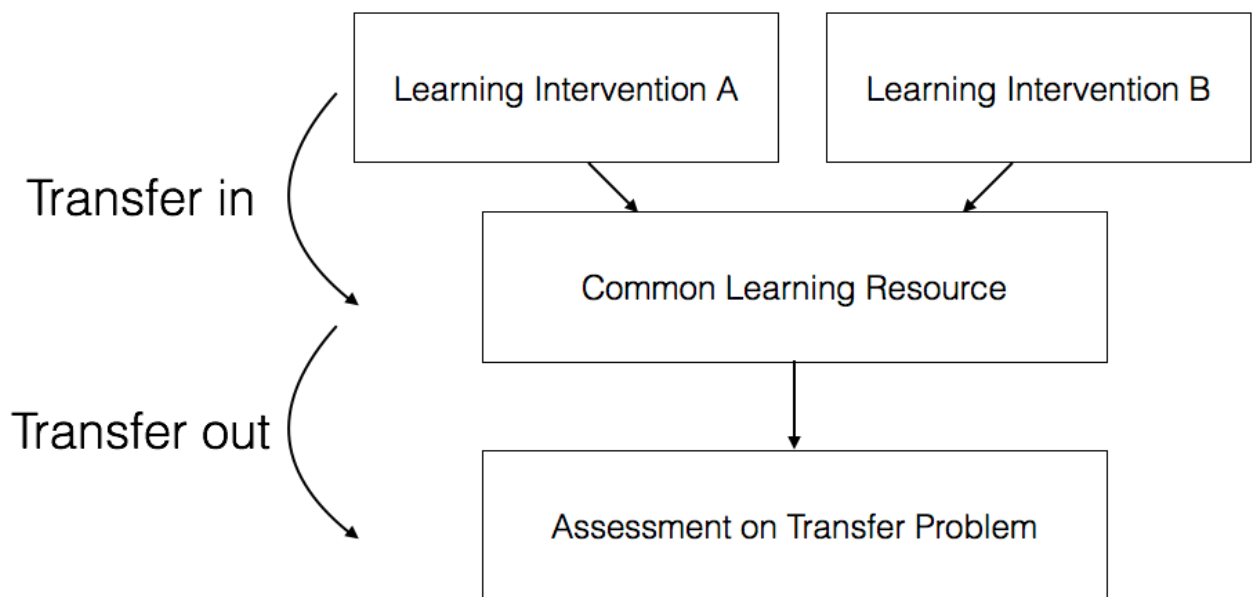 Learning Intervention A
Learning Intervention B
Transfer in
Common Learning Resource
Transfer out
Assessment on Transfer Problem